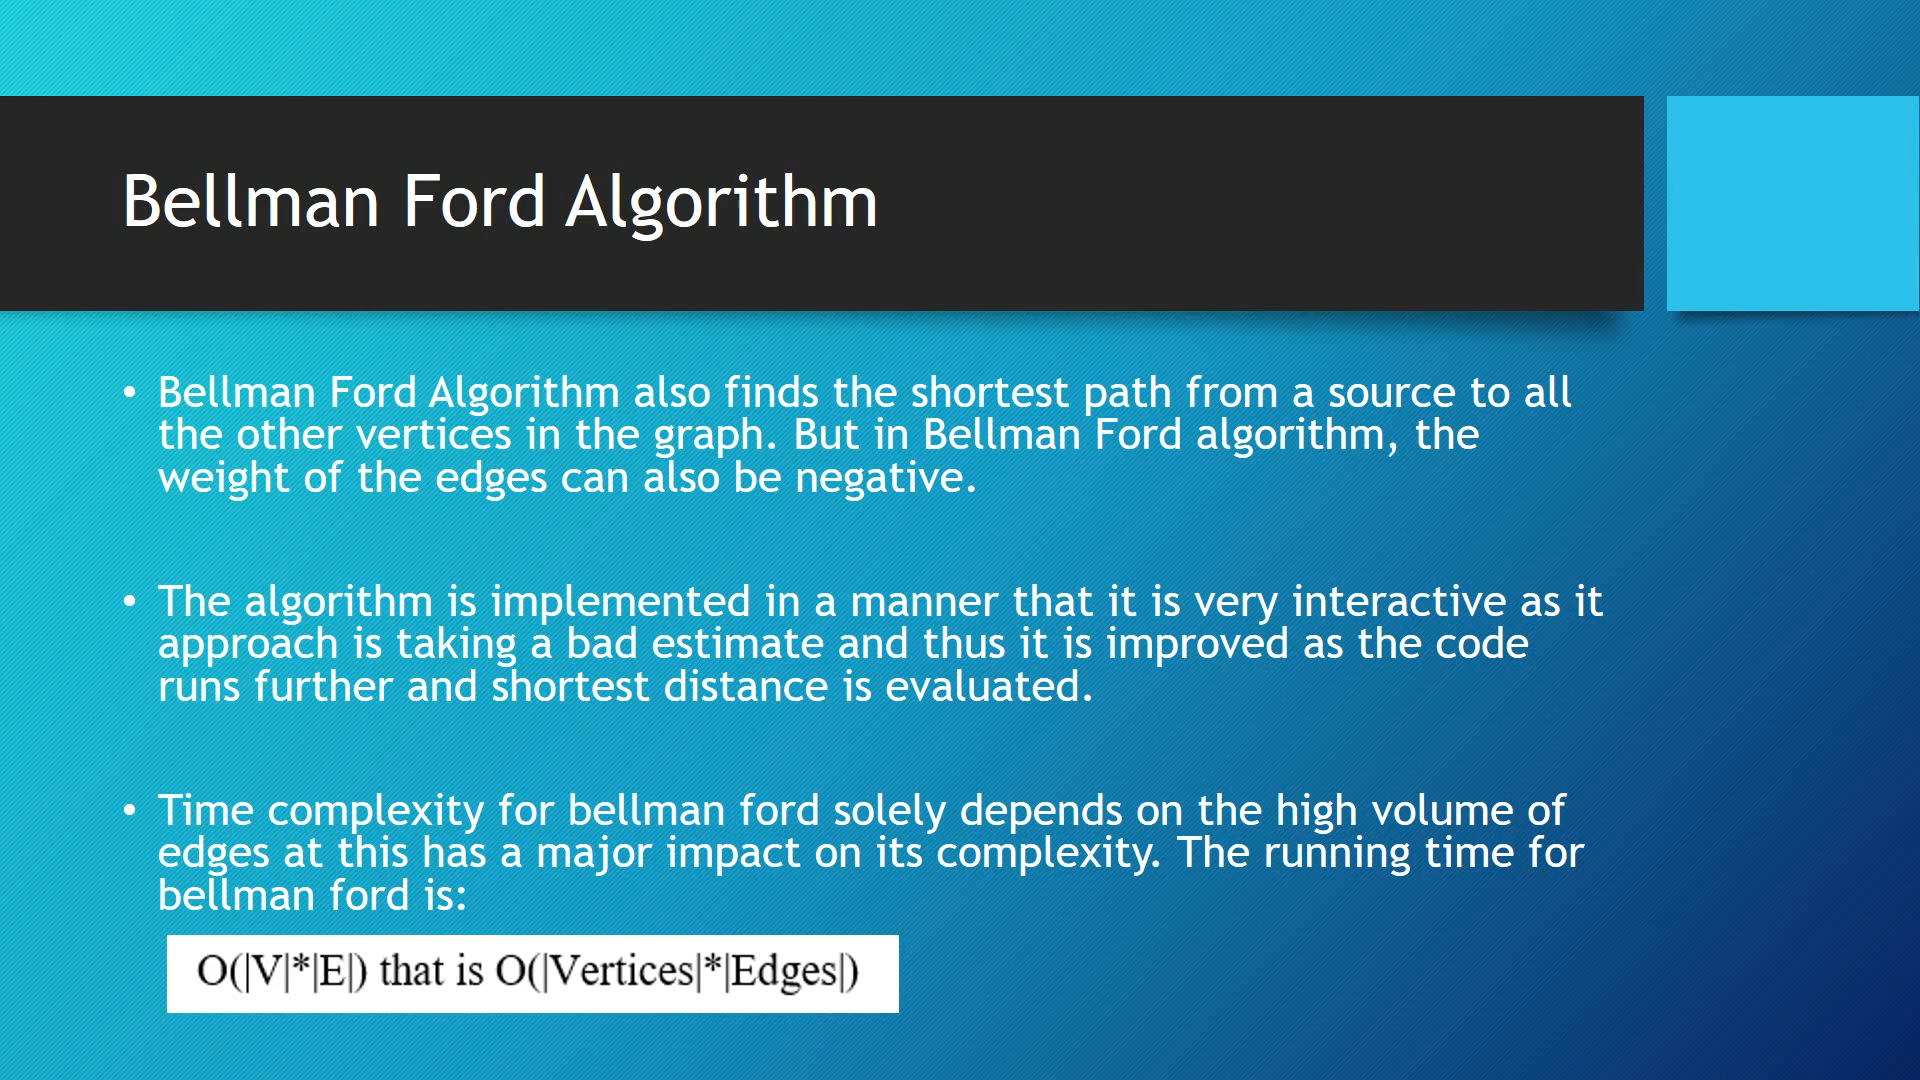 Bellman Ford Algorithm
• Bellman Ford Algorithm also finds the shortest path from a source to all
the other vertices in the graph. But in Bellman Ford algorithm, the
weight of the edges can also be negative.
• The algorithm is implemented in a manner that it is very interactive as it
approach is taking a bad estimate and thus it is improved as the code
runs further and shortest distance is evaluated.
• Time complexity for bellman ford solely depends on the high volume of
edges at this has a major impact on its complexity. The running time for
bellman ford is:
O(|V|*|E|) that is O(|Vertices|*|Edges|)